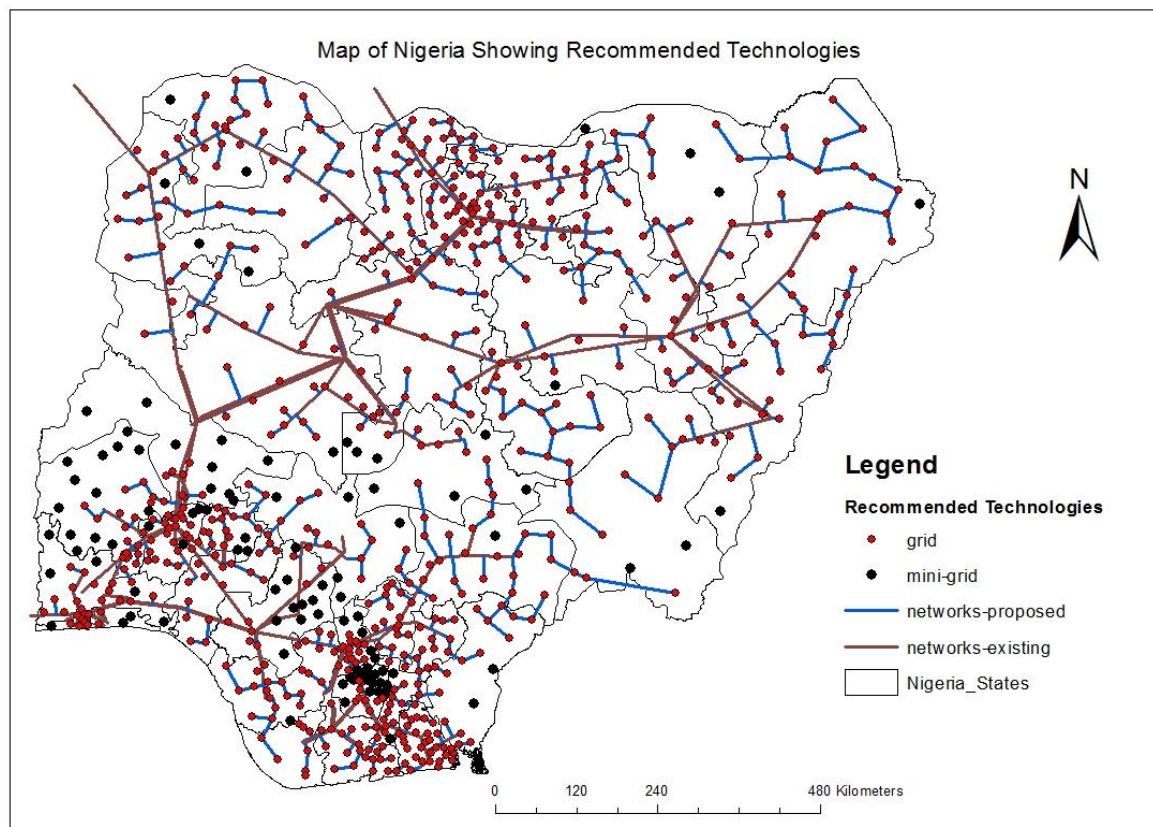 Map of Nigeria Showing Recommended Technologies
N
Legend
Recommended Technologies
grid
mini-grid
networks-proposed
networks-existing
Nigeria_States
0 120 240 480 Kilometers